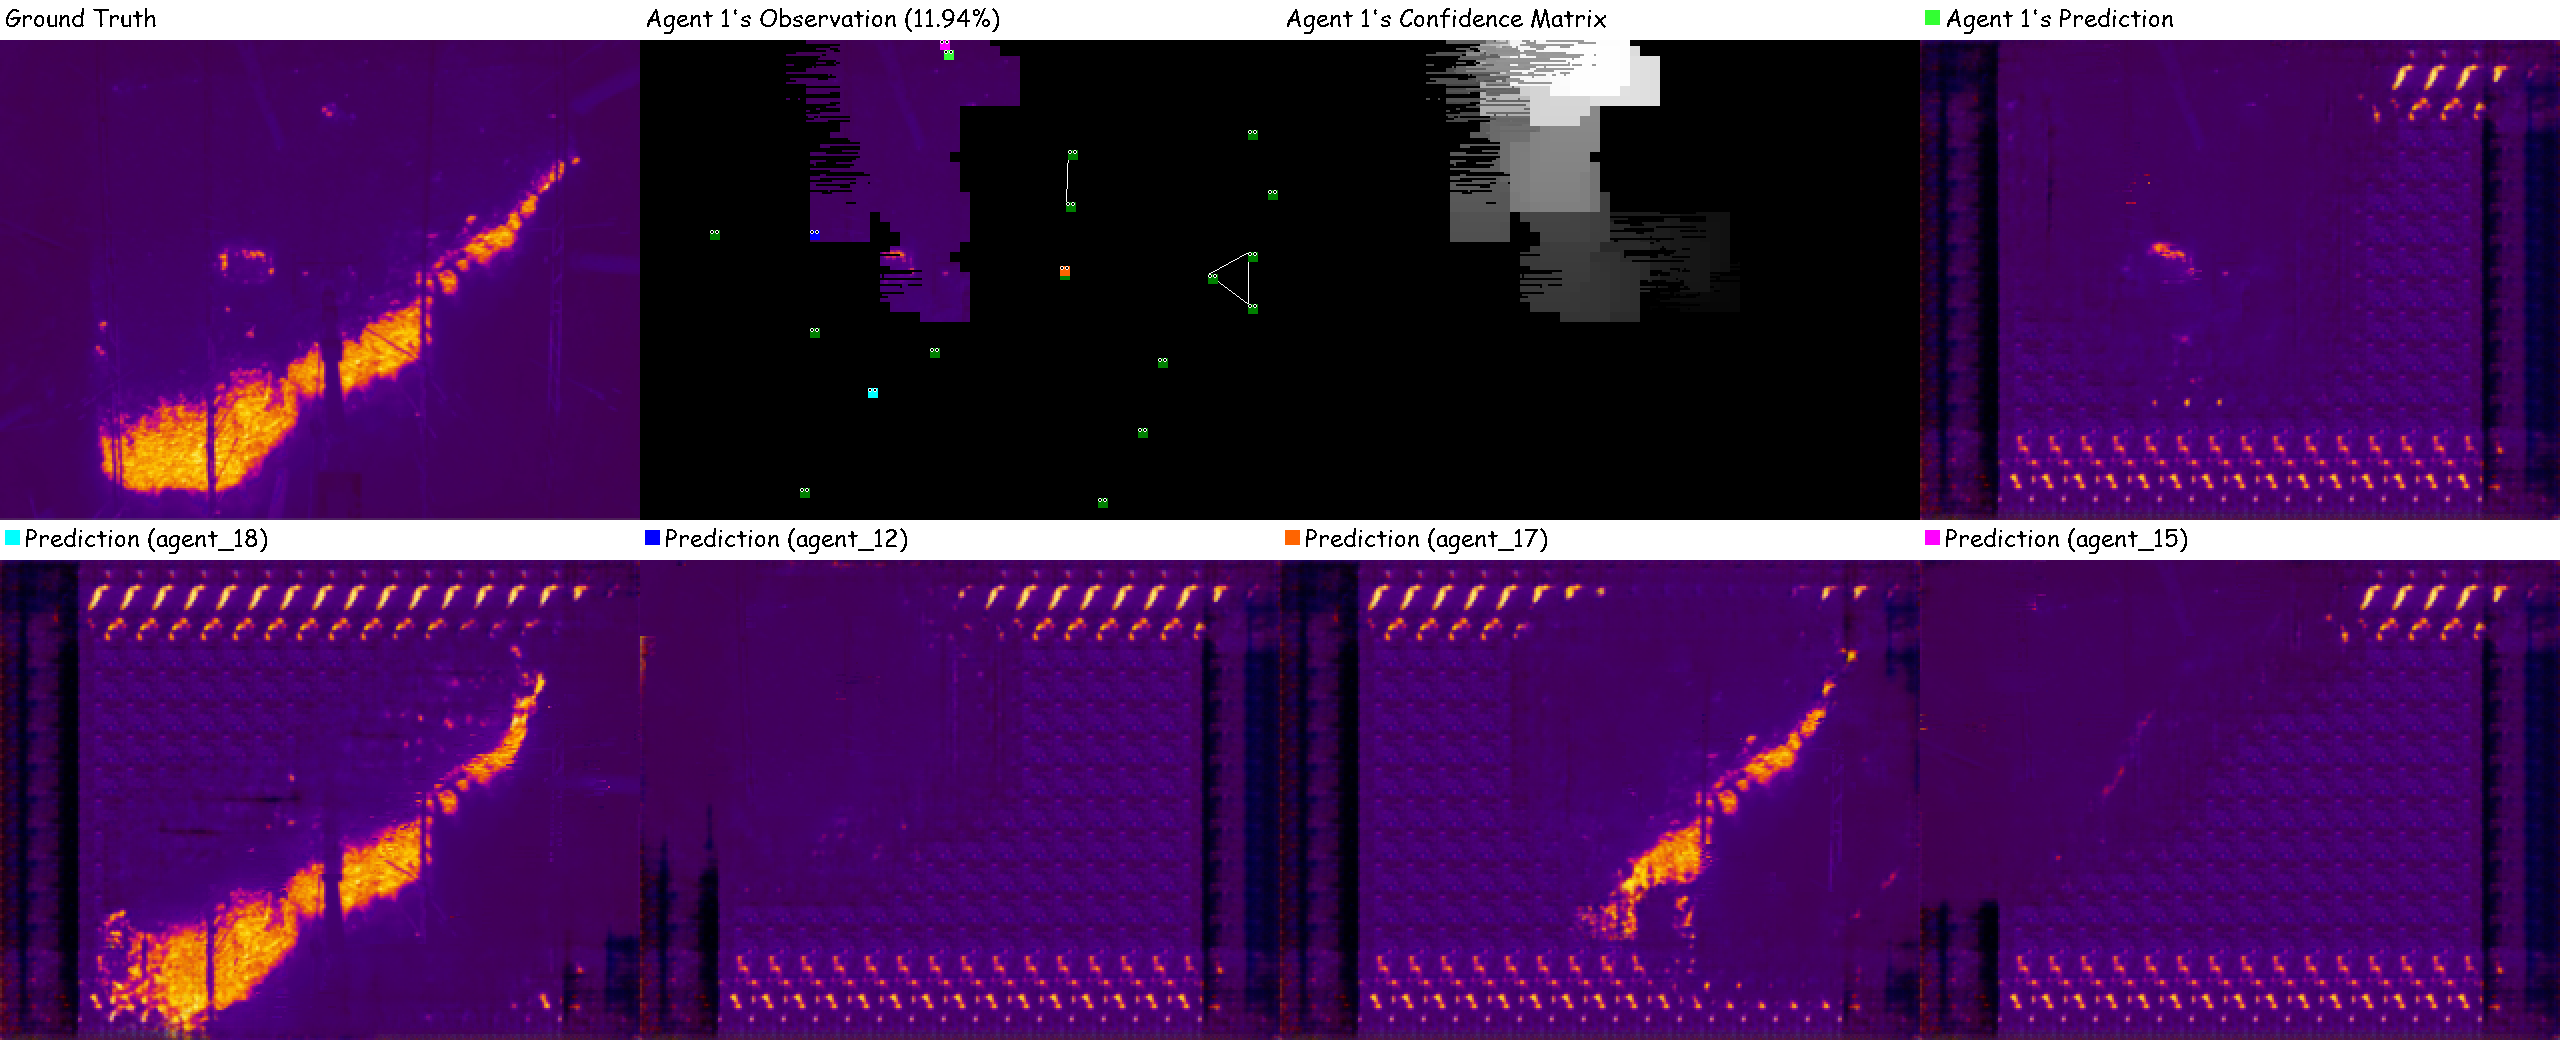 Ground Truth
Agent 1's Observation (11.94%)
Agent 1's Confidence Matrix
Agent 1's Prediction
Prediction (agent_18)
Prediction (agent_12)
Prediction (agent_17)
Prediction (agent_15)